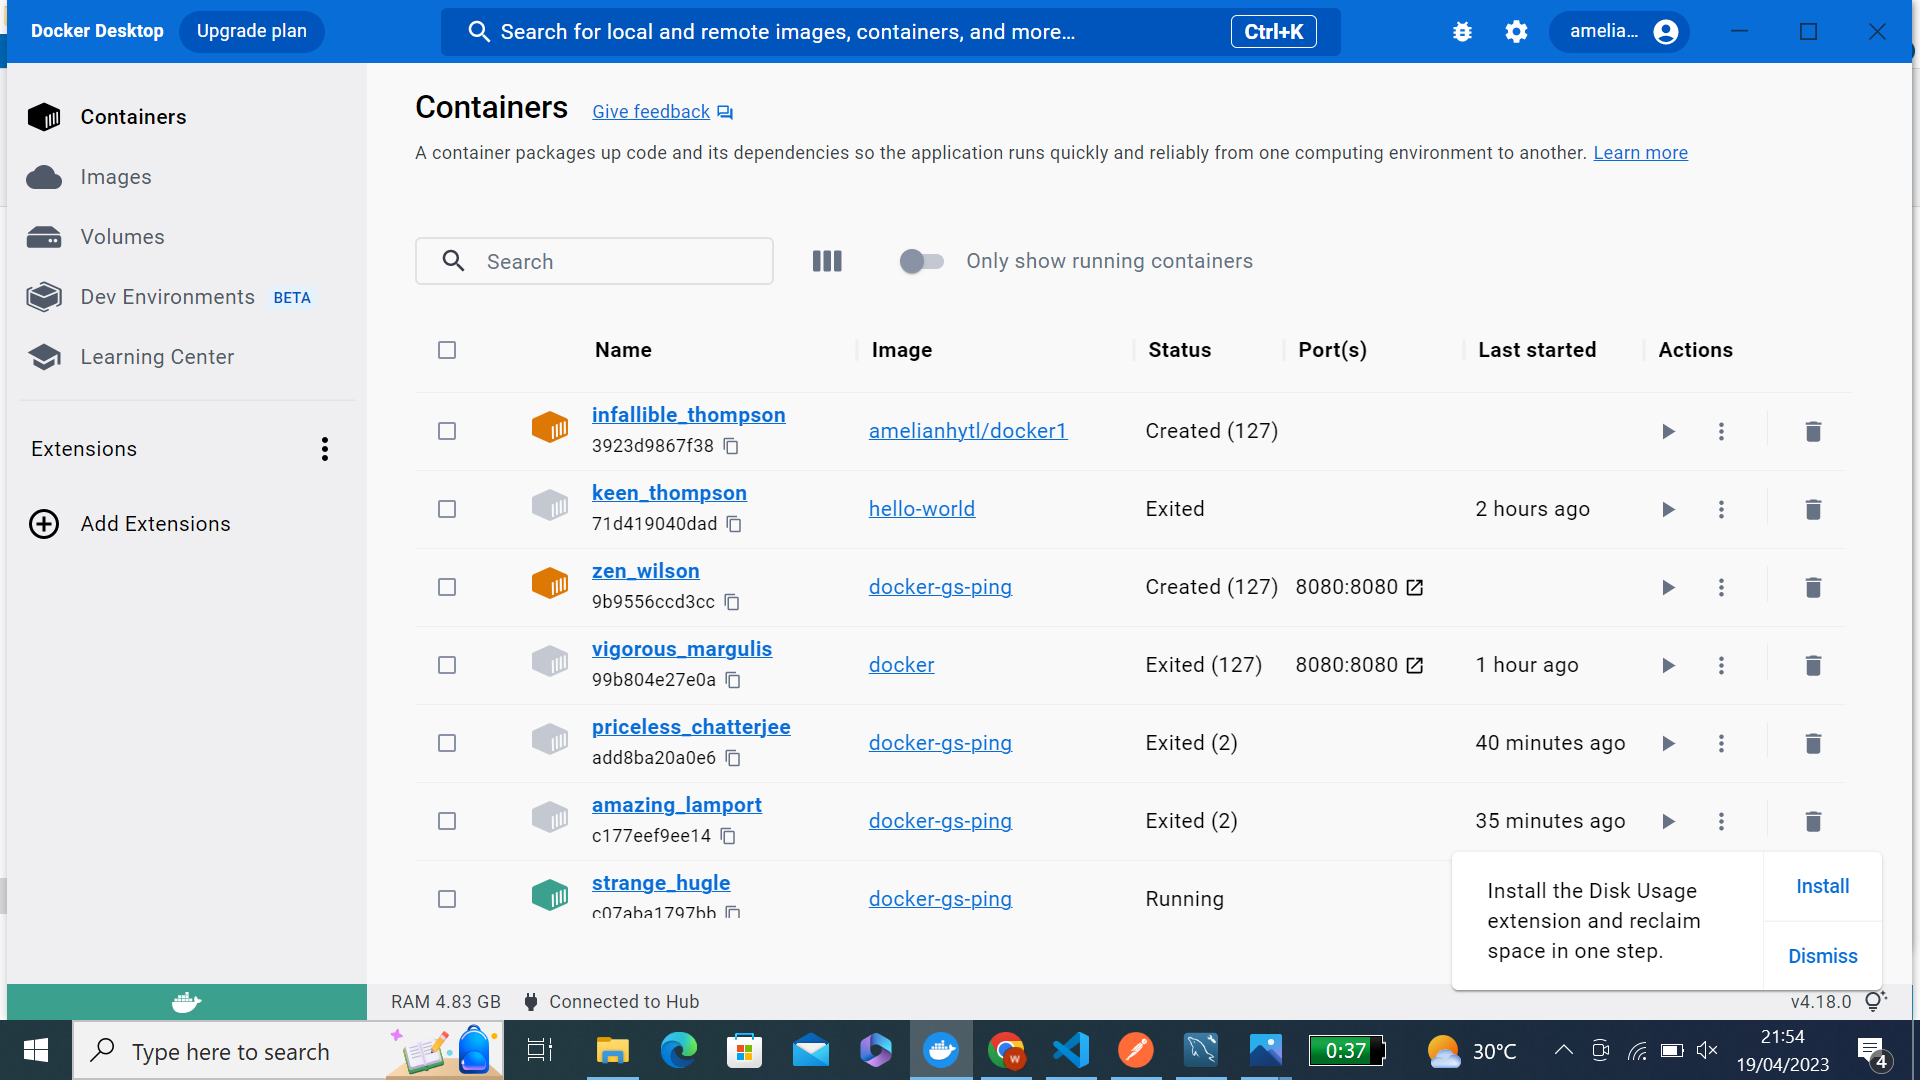 Docker Desktop
Upgrade plan
Search for local and remote images, containers, and more...
Ctrl+K
amelia...
Containers
Images
Volumes
Dev Environments BETA
Learning Center
Extensions
Add Extensions
Containers
Give feedback
A container packages up code and its dependencies so the application runs quickly and reliably from one computing environment to another. Learn more
Search
Only show running containers
Name Image Status Port(s) Last started Actions
infallible_thompson
3923d9867f38
amelianhytl/docker1 Created (127)
keen_thompson
71d419040dad
hello-world Exited 2 hours ago
zen_wilson
9b9556ccd3cc
docker-gs-ping Created (127) 8080:8080
vigorous_margulis
99b804e27e0a
docker Exited (127) 8080:8080 1 hour ago
priceless_chatterjee
add8ba20a0e6
docker-gs-ping Exited (2) 40 minutes ago
amazing_lamport
c177eef9ee14
docker-gs-ping Exited (2) 35 minutes ago
strange_hugle
c07aba1797bb
docker-gs-ping Running
Install the Disk Usage
extension and reclaim
space in one step.
Install
Dismiss
RAM 4.83 GB
Connected to Hub
v4.18.0
Type here to search
W
0:37
30°C
21:54
19/04/2023
4